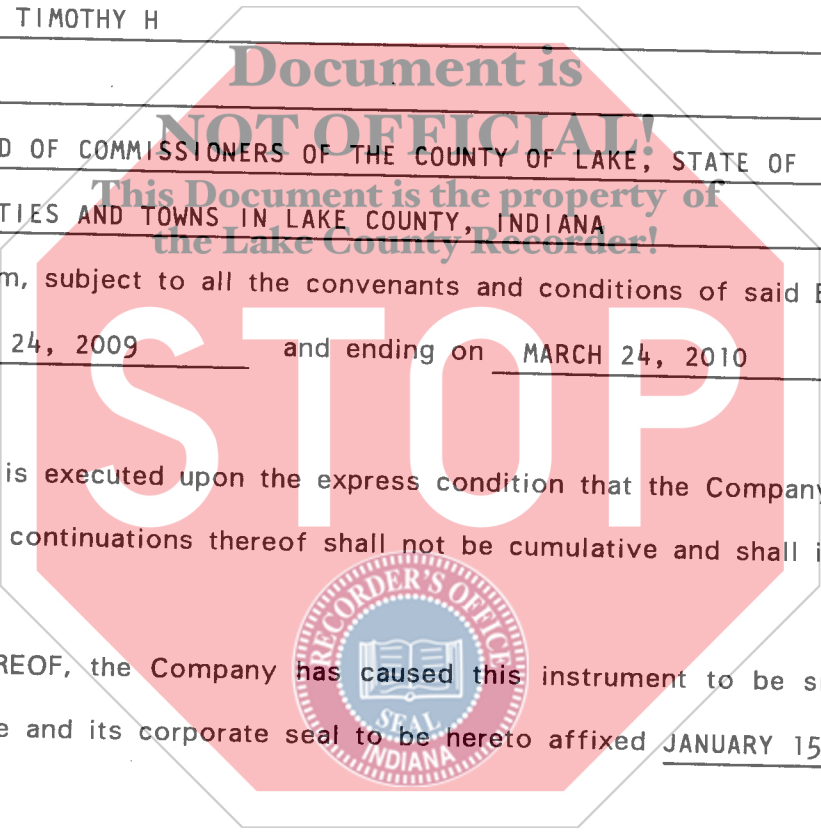 TIMOTHY H
Document is
NOT OFFICIAL!
D OF COMMISSIONERS OF THE COUNTY OF LAKE, STATE OF
This Document is the property of
TIES AND TOWNS IN LAKE COUNTY, INDIANA
the Lake County Recorder!
m, subject to all the convenants and conditions of said B
24, 2009 and ending on MARCH 24, 2010
STOP
is executed upon the express condition that the Company
continuations thereof shall not be cumulative and shall i
RECORDER'S OFFICE
REOF, the Company has caused this instrument to be s
SEAL
e and its corporate seal to be hereto affixed JANUARY 15
INDIANA